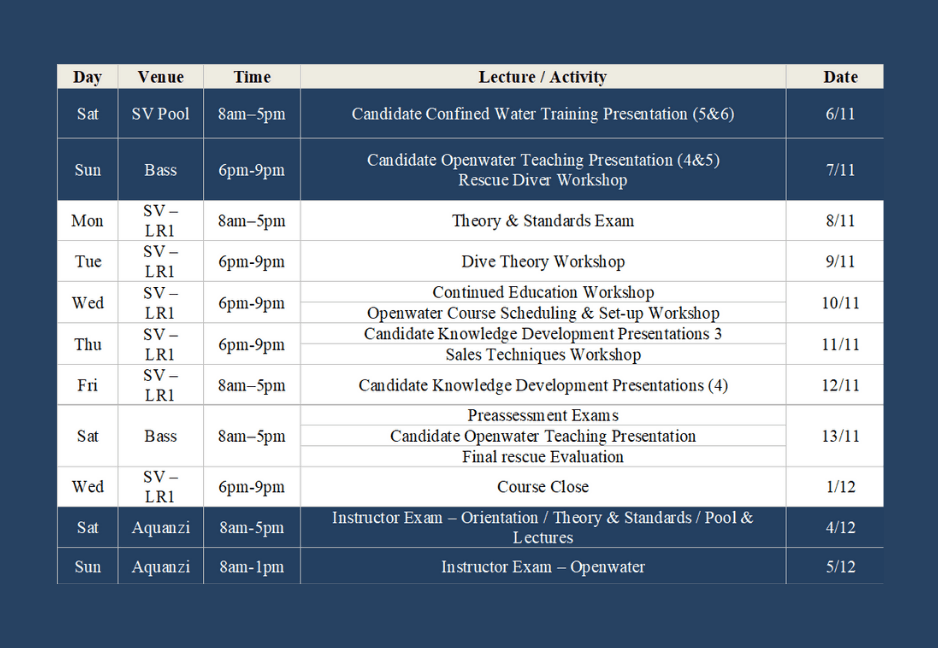 Day Venue Time Lecture / Activity Date
Sat SV Pool 8am–5pm Candidate Confined Water Training Presentation (5&6) 6/11
Sun Bass 6pm-9pm Candidate Openwater Teaching Presentation (4&5)
Rescue Diver Workshop 7/11
Mon SV –
LR1 8am–5pm Theory & Standards Exam 8/11
Tue SV –
LR1 6pm-9pm Dive Theory Workshop 9/11
Wed SV –
LR1 6pm-9pm Continued Education Workshop
Openwater Course Scheduling & Set-up Workshop 10/11
Thu SV –
LR1 6pm-9pm Candidate Knowledge Development Presentations 3
Sales Techniques Workshop 11/11
Fri SV –
LR1 8am–5pm Candidate Knowledge Development Presentations (4) 12/11
Sat Bass 8am–5pm Preassessment Exams
Candidate Openwater Teaching Presentation
Final rescue Evaluation 13/11
Wed SV –
LR1 6pm-9pm Course Close 1/12
Sat Aquanzi 8am-5pm Instructor Exam – Orientation / Theory & Standards / Pool &
Lectures 4/12
Sun Aquanzi 8am-1pm Instructor Exam – Openwater 5/12